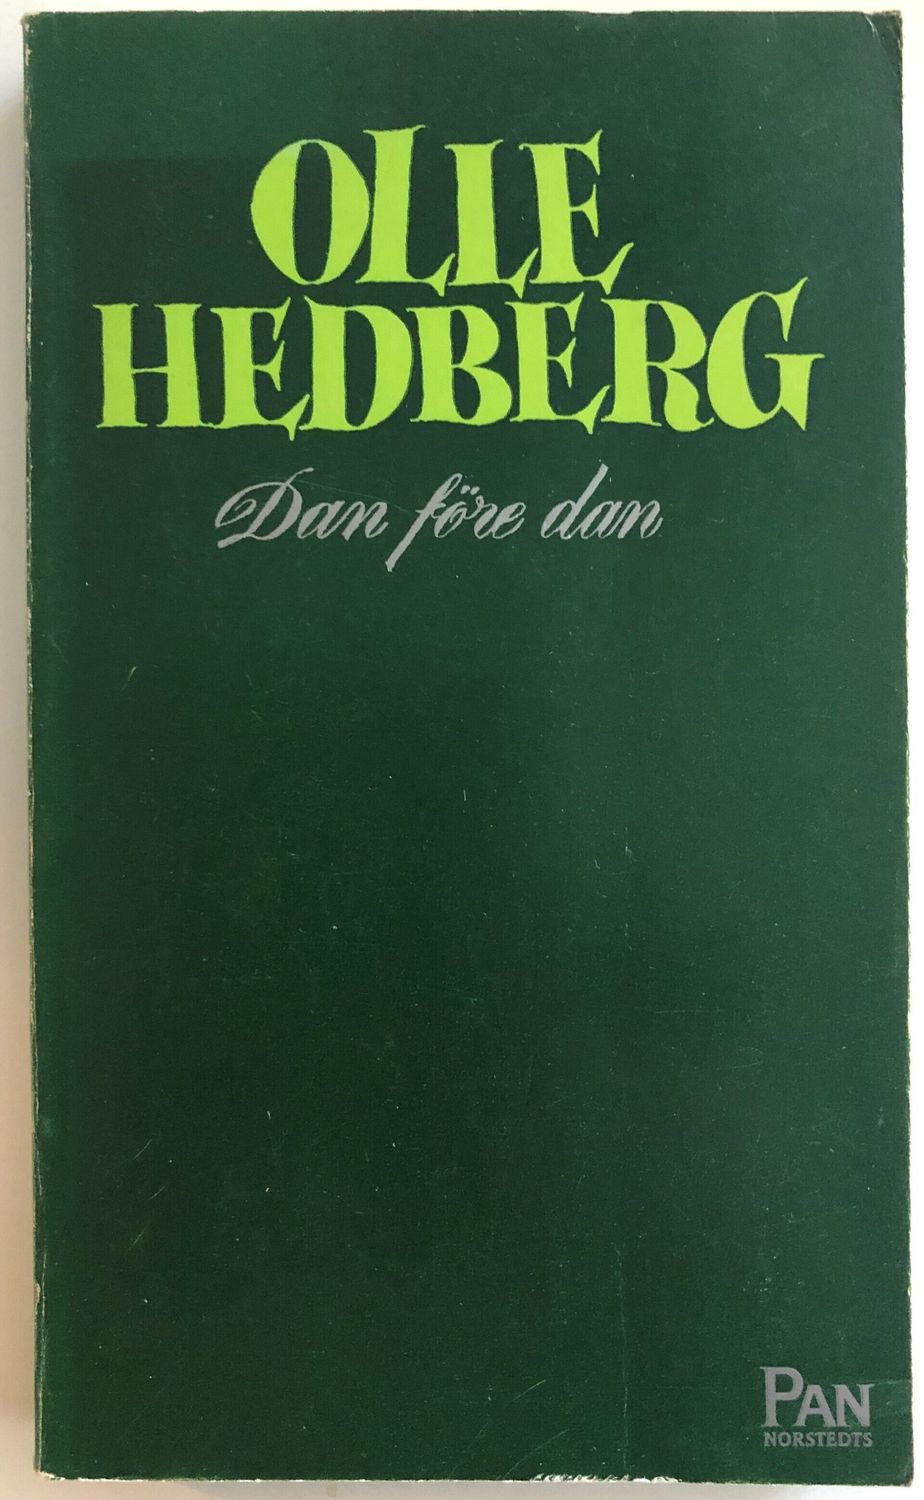 OLLE
HEDBERG
Dan före dan
PAN
NORSTEDTS